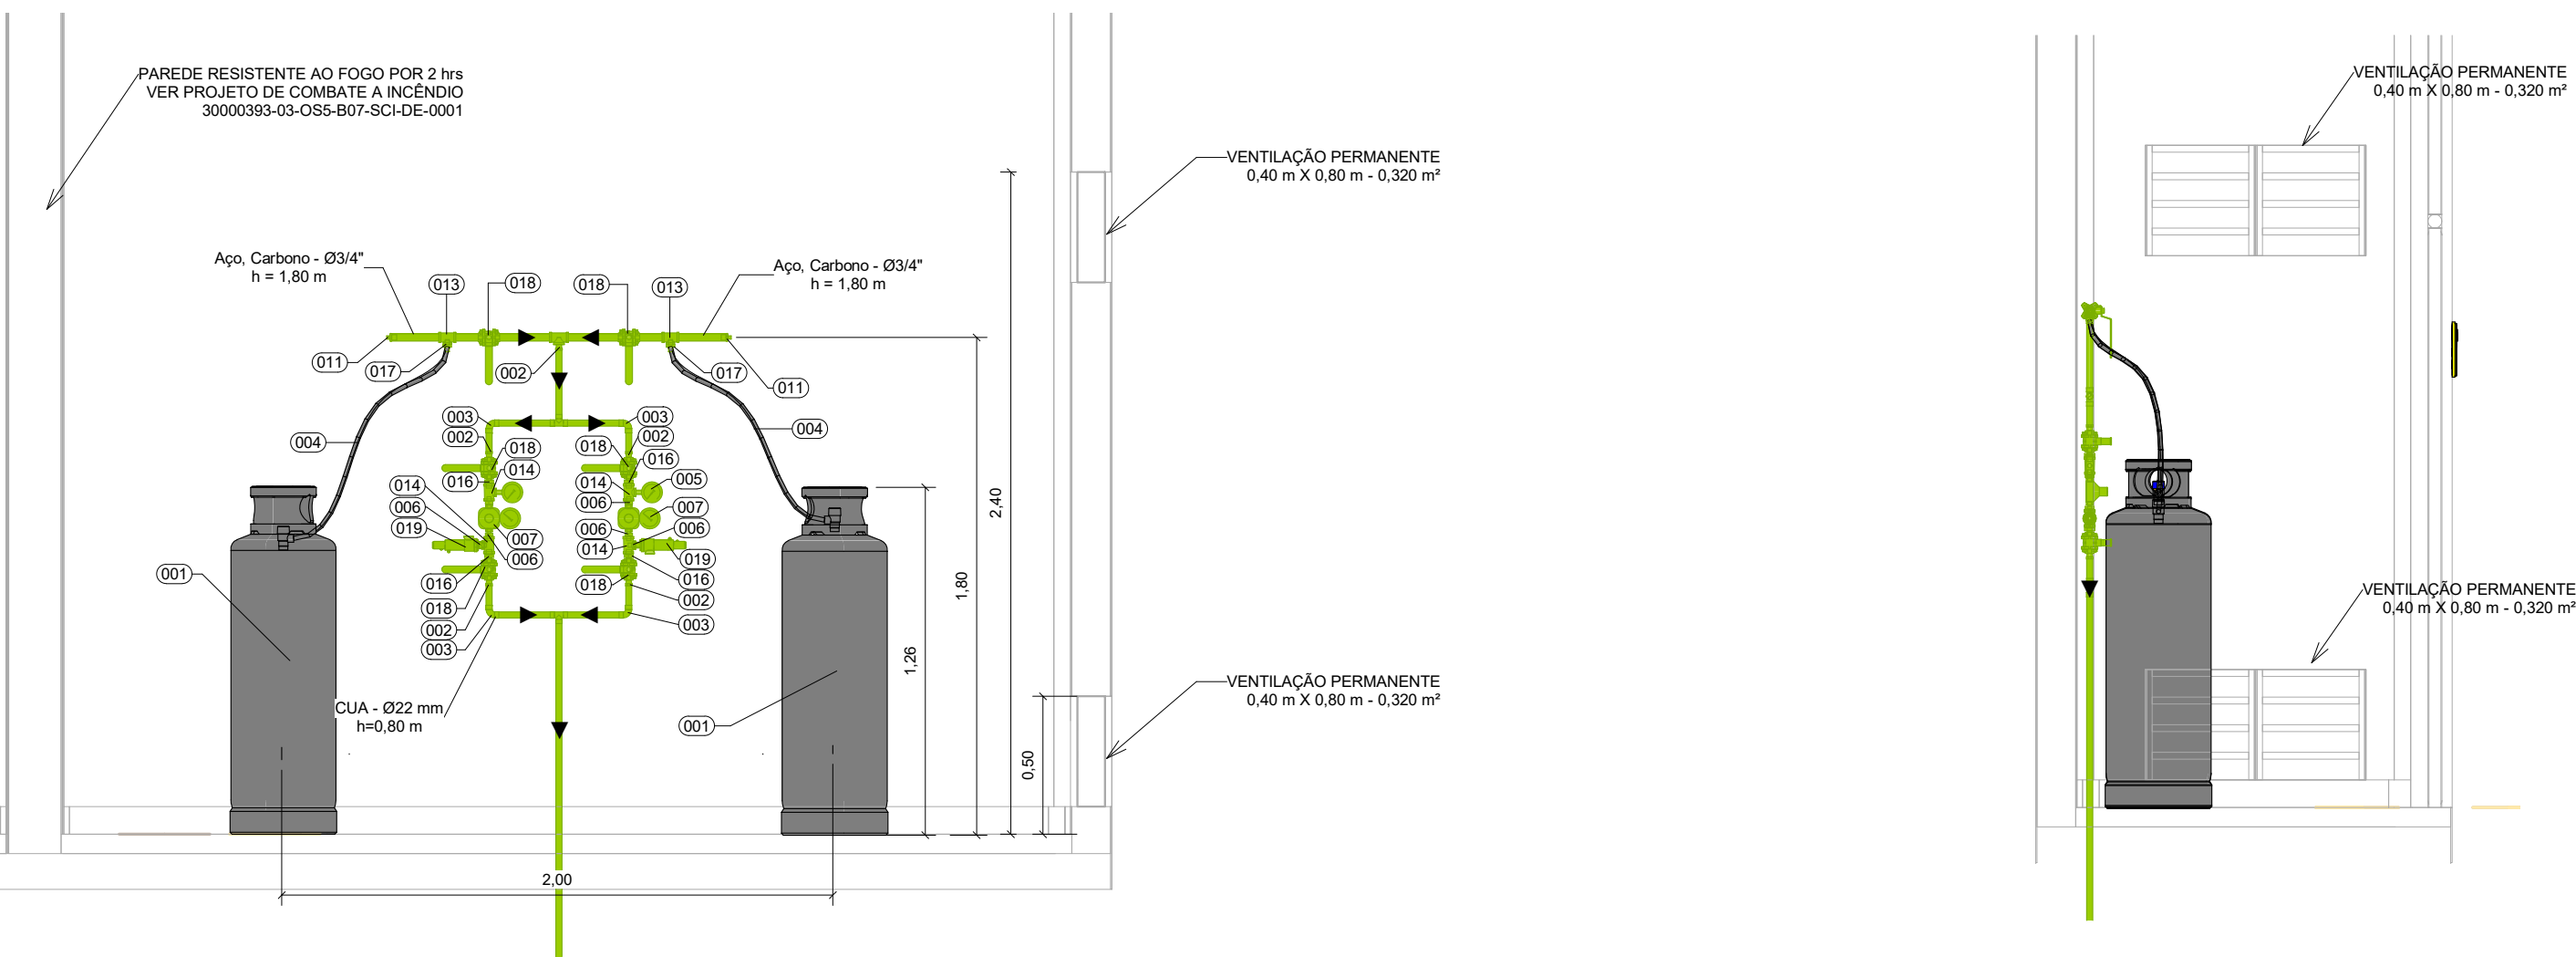 PAREDE RESISTENTE AO FOGO POR 2 hrs
VER PROJETO DE COMBATE A INCÊNDIO
30000393-03-OS5-B07-SCI-DE-0001
VENTILAÇÃO PERMANENTE
0,40 m X 0,80 m - 0,320 m²
VENTILAÇÃO PERMANENTE
0,40 m X 0,80 m - 0,320 m²
Aço, Carbono - Ø3/4"
h = 1,80 m
Aço, Carbono - Ø3/4"
h = 1,80 m
013
018
018
013
011
017
002
017
011
004
003
002
018
014
016
014
006
019
007
006
016
018
002
003
003
002
018
016
014
005
006
007
006
006
014
019
016
018
002
003
004
001
001
CUA - Ø22 mm
h=0,80 m
2,40
1,80
1,26
0,50
2,00
VENTILAÇÃO PERMANENTE
0,40 m X 0,80 m - 0,320 m²
VENTILAÇÃO PERMANENTE
0,40 m X 0,80 m - 0,320 m²